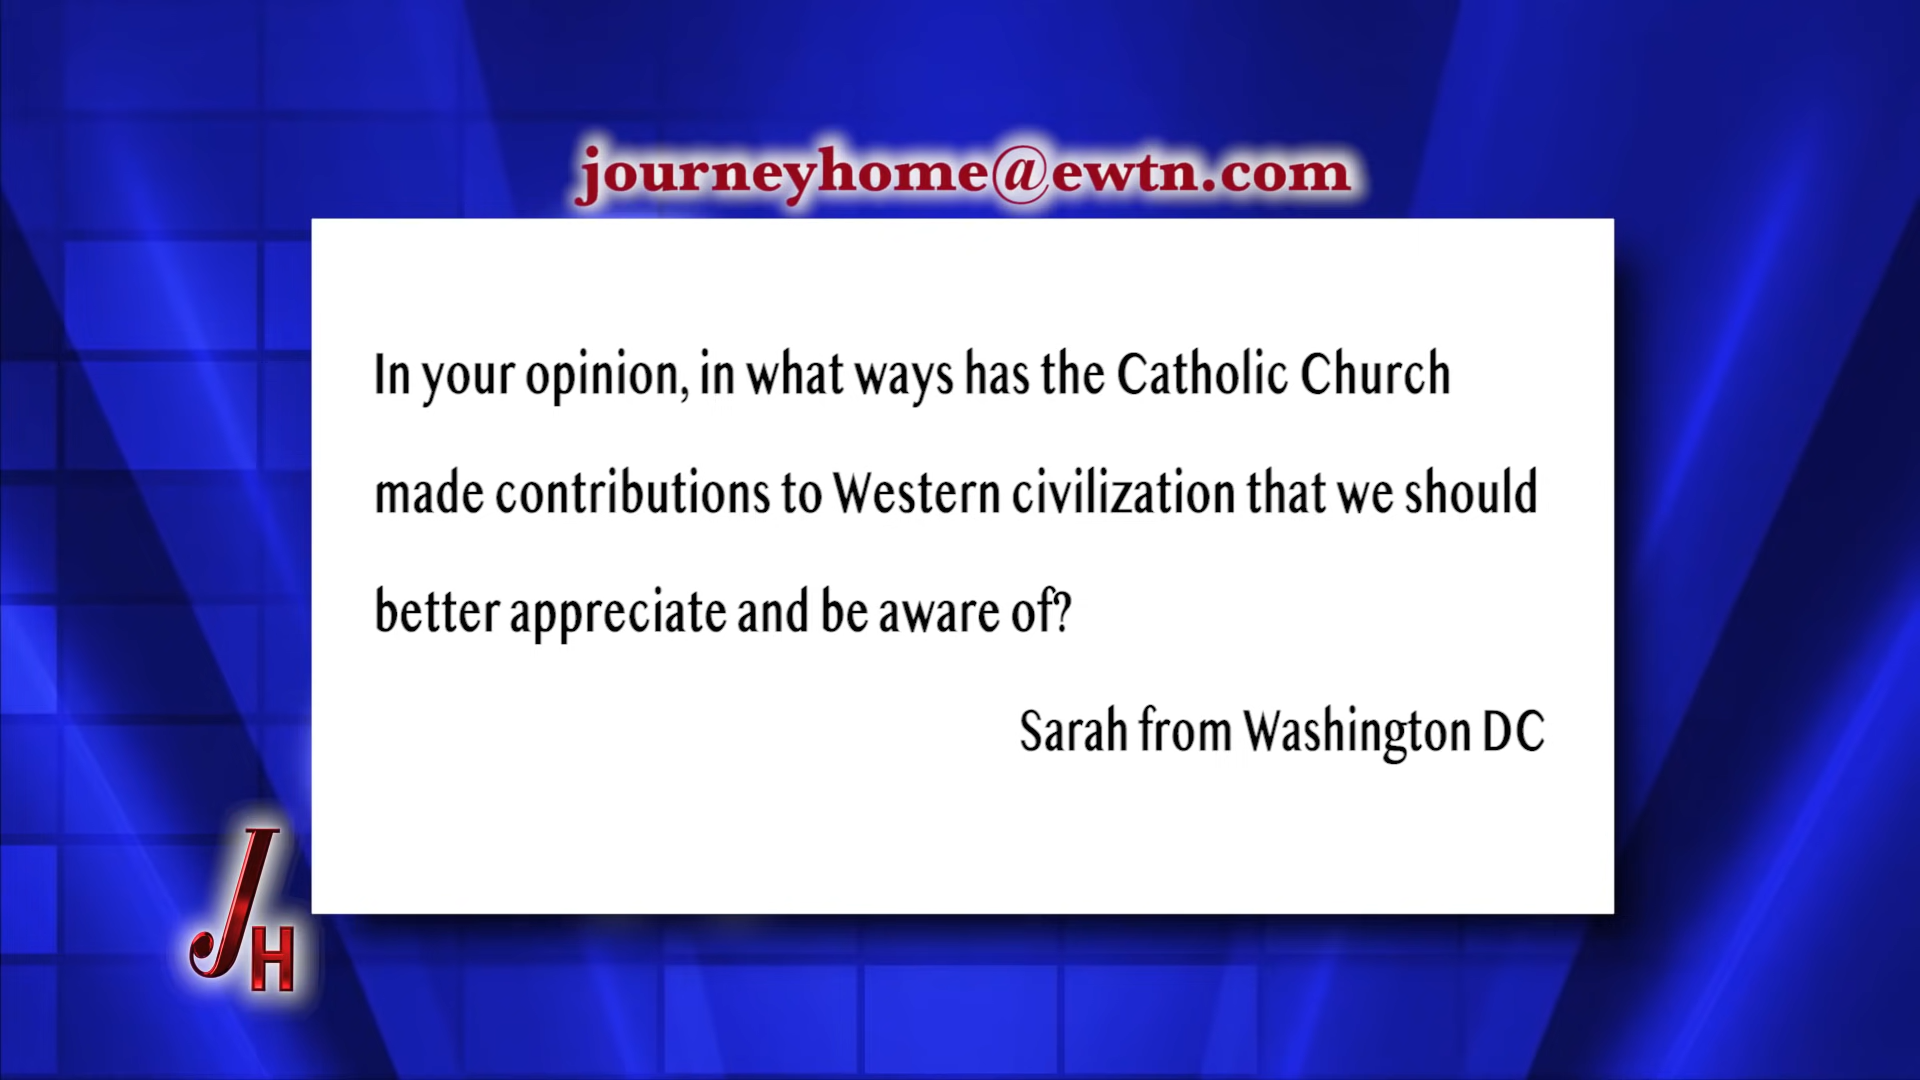 journeyhome@ewtn.com
In your opinion, in what ways has the Catholic Church
made contributions to Western civilization that we should
better appreciate and be aware of?
Sarah from Washington DC
JH